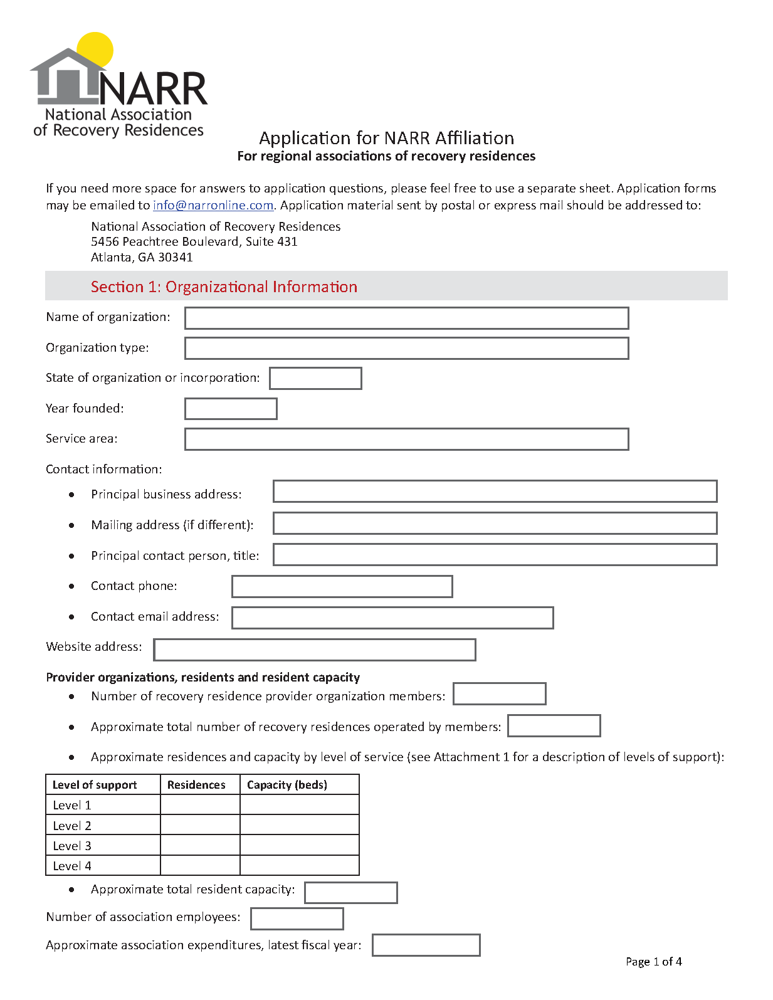 NARR
National Association
of Recovery Residences
Application for NARR Affiliation
For regional associations of recovery residences
If you need more space for answers to application questions, please feel free to use a separate sheet. Application forms
may be emailed to info@narronline.com. Application material sent by postal or express mail should be addressed to:
National Association of Recovery Residences
5456 Peachtree Boulevard, Suite 431
Atlanta, GA 30341
Section 1: Organizational Information
Name of organization:
Organization type:
State of organization or incorporation:
Year founded:
Service area:
Contact information:
• Principal business address:
• Mailing address (if different):
• Principal contact person, title:
• Contact phone:
• Contact email address:
Website address:
Provider organizations, residents and resident capacity
• Number of recovery residence provider organization members:
• Approximate total number of recovery residences operated by members:
• Approximate residences and capacity by level of service (see Attachment 1 for a description of levels of support):
Level of support Residences Capacity (beds)
Level 1
Level 2
Level 3
Level 4
• Approximate total resident capacity:
Number of association employees:
Approximate association expenditures, latest fiscal year:
Page 1 of 4